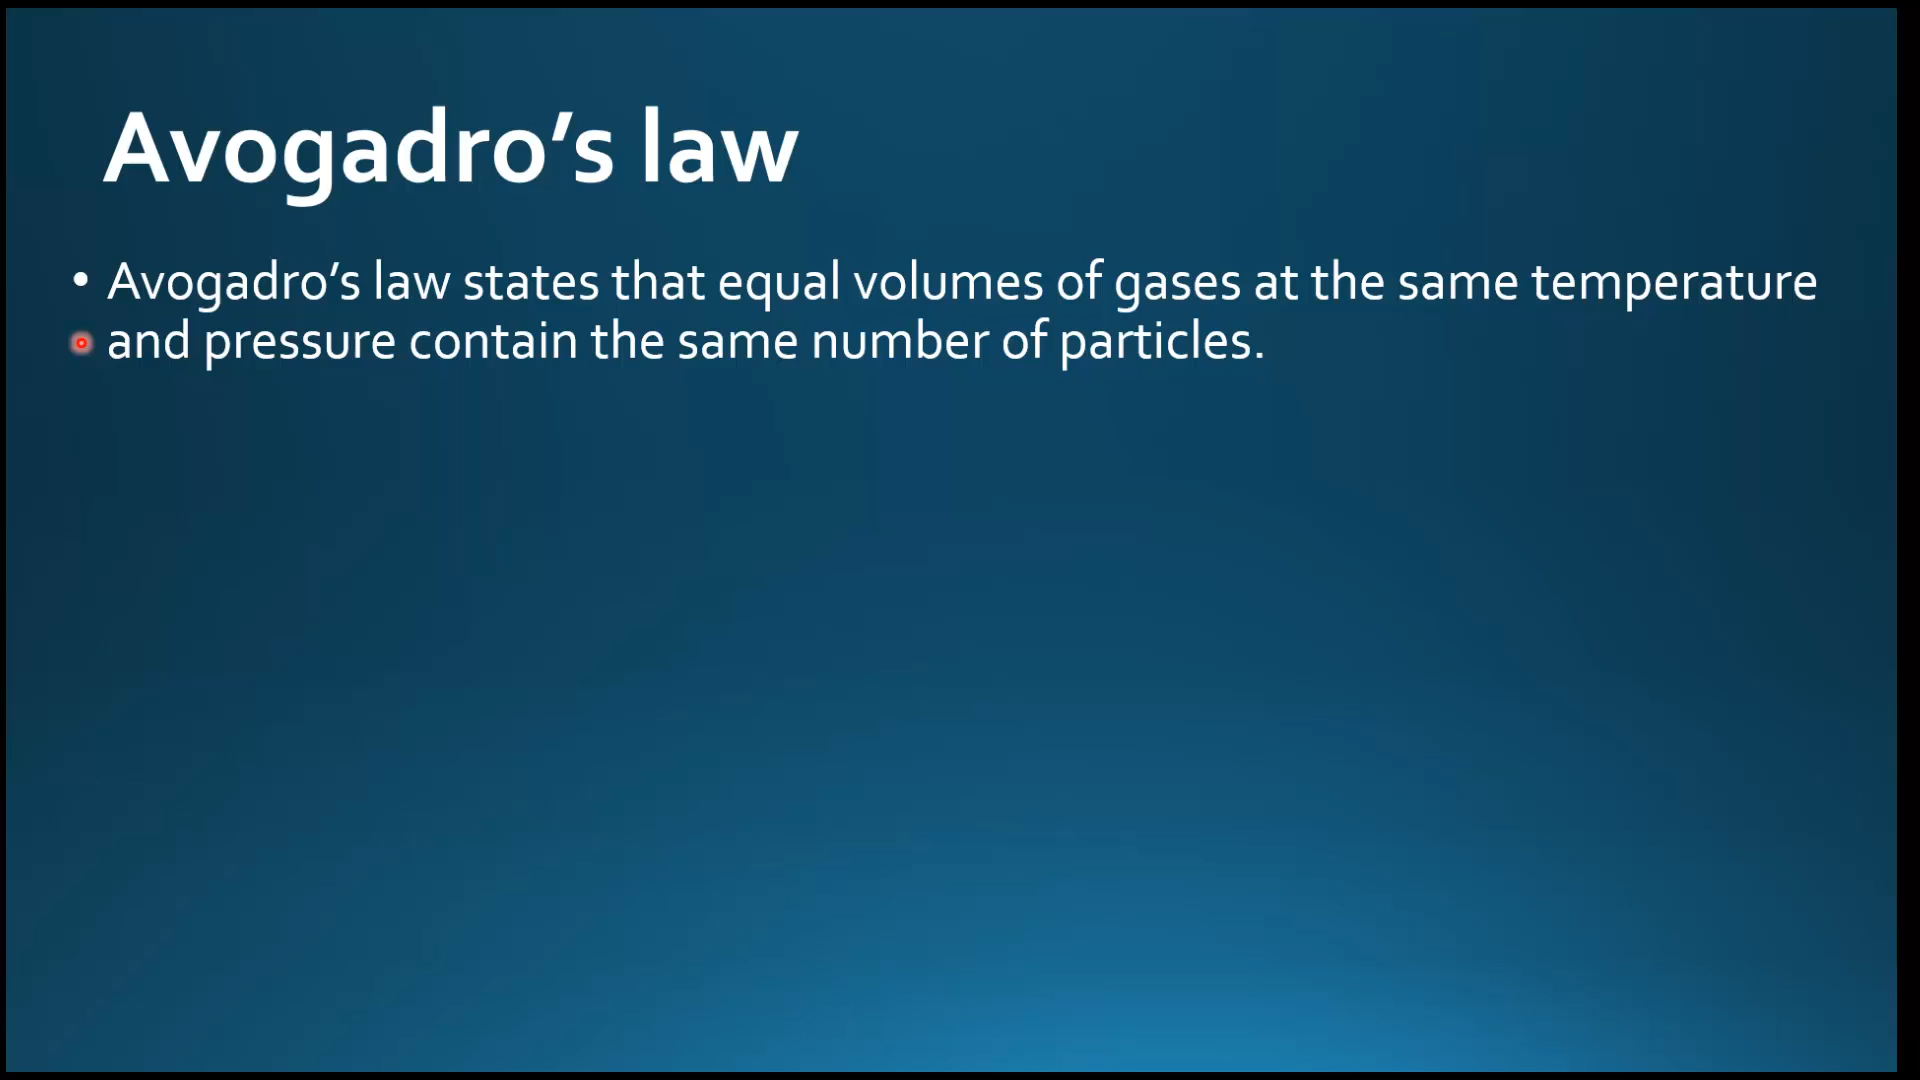 Avogadro’s law
• Avogadro’s law states that equal volumes of gases at the same temperature
and pressure contain the same number of particles.